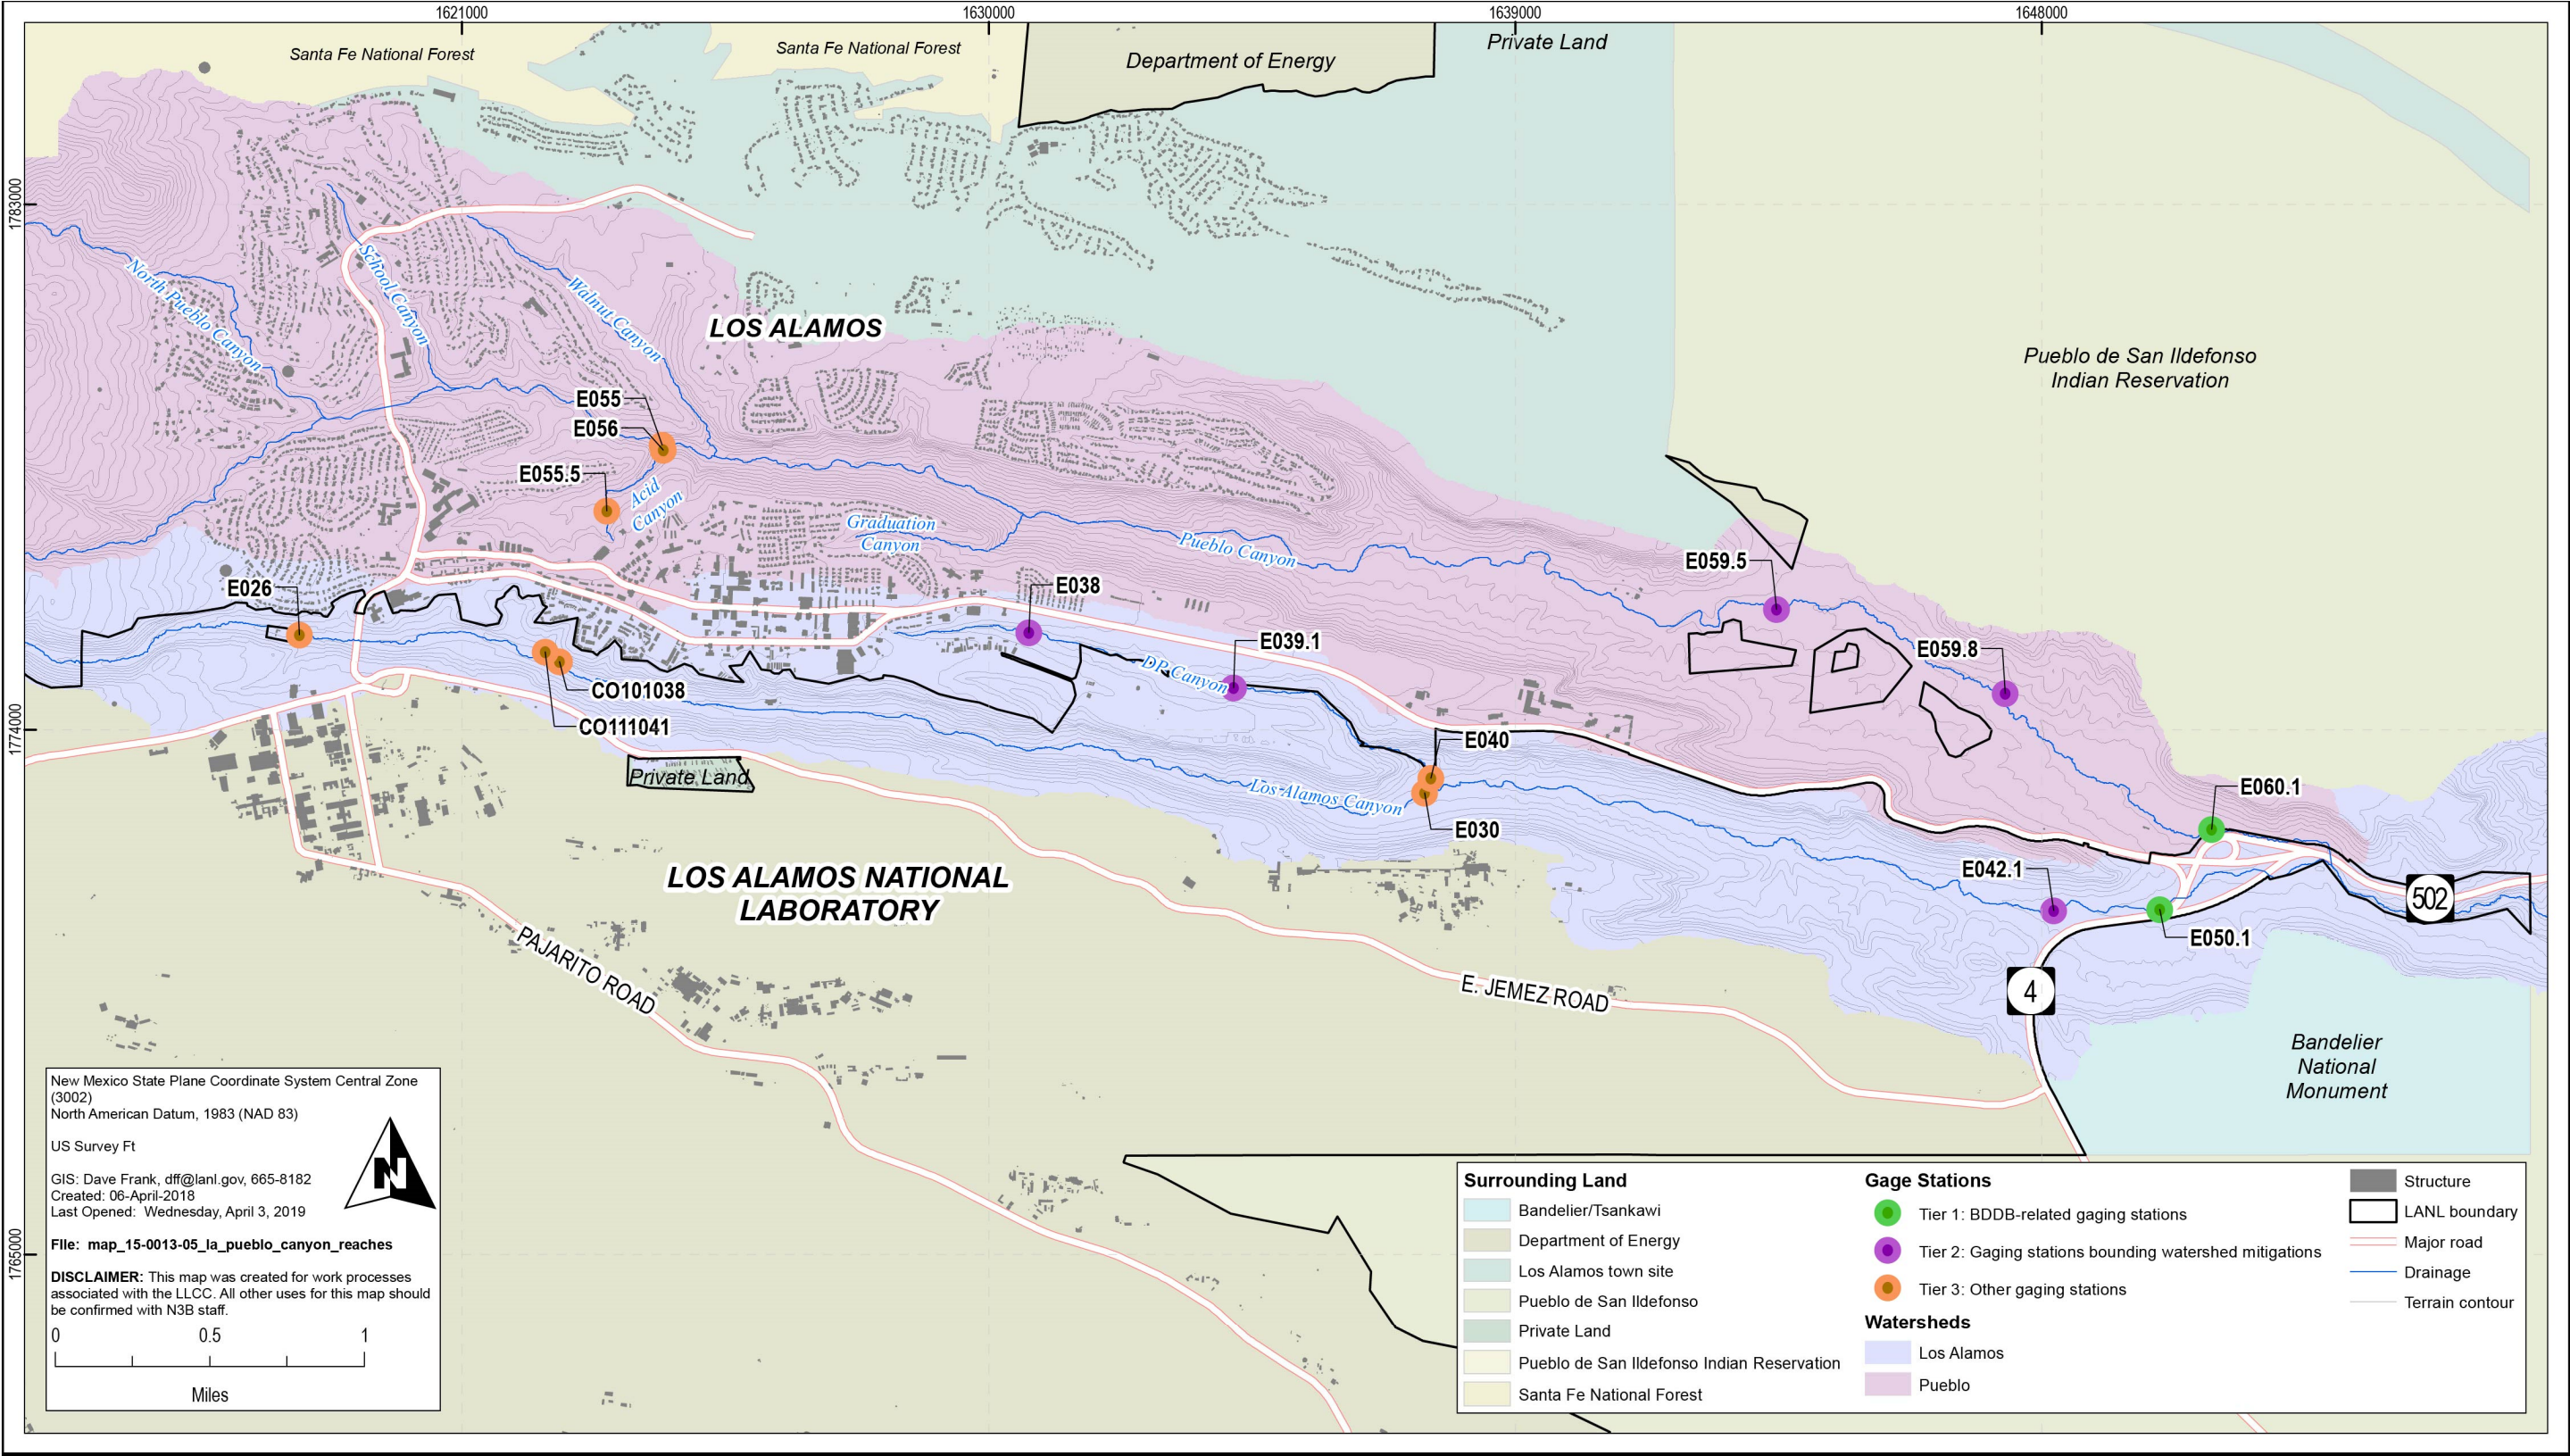 1621000
1630000
1639000
1648000
1783000
1774000
1765000
Santa Fe National Forest
Santa Fe National Forest
Department of Energy
Private Land
North Pueblo Canyon
School Canyon
Walnut Canyon
LOS ALAMOS
Pueblo de San Ildefonso
Indian Reservation
E055
E056
E055.5
Acid
Canyon
Graduation
Canyon
Pueblo Canyon
E059.5
E026
E038
E039.1
E059.8
DP Canyon
CO101038
CO111041
E040
Private Land
Los Alamos Canyon
E030
E060.1
E042.1
502
E050.1
LOS ALAMOS NATIONAL
LABORATORY
PAJARITO ROAD
E. JEMEZ ROAD
4
Bandelier
National
Monument
New Mexico State Plane Coordinate System Central Zone
(3002)
North American Datum, 1983 (NAD 83)
US Survey Ft
GIS: Dave Frank, dff@lanl.gov, 665-8182
Created: 06-April-2018
Last Opened: Wednesday, April 3, 2019
N
FIle: map_15-0013-05_la_pueblo_canyon_reaches
DISCLAIMER: This map was created for work processes
associated with the LLCC. All other uses for this map should
be confirmed with N3B staff.
0 0.5 1
Miles
Surrounding Land
Bandelier/Tsankawi
Department of Energy
Los Alamos town site
Pueblo de San Ildefonso
Private Land
Pueblo de San Ildefonso Indian Reservation
Santa Fe National Forest
Gage Stations
Tier 1: BDDB-related gaging stations
Tier 2: Gaging stations bounding watershed mitigations
Tier 3: Other gaging stations
Watersheds
Los Alamos
Pueblo
Structure
LANL boundary
Major road
Drainage
Terrain contour